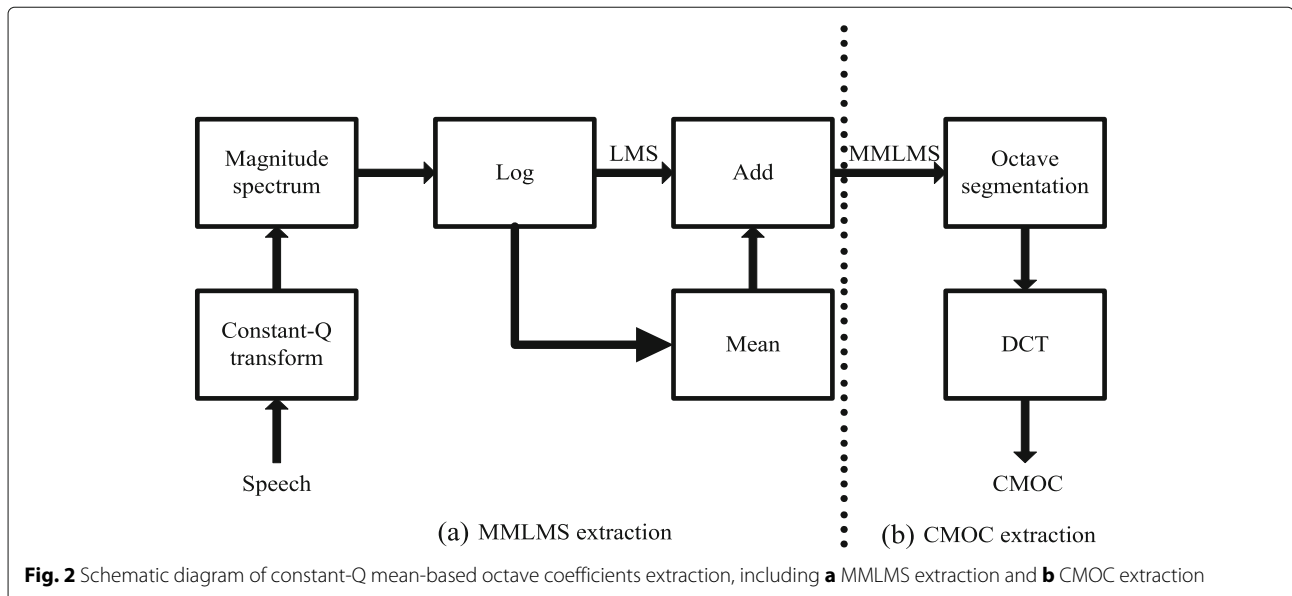 Magnitude
spectrum
Log
LMS
Add
MMLMS
Octave
segmentation
Constant-Q
transform
Mean
DCT
Speech
CMOC
(a) MMLMS extraction
(b) CMOC extraction
Fig. 2 Schematic diagram of constant-Q mean-based octave coefficients extraction, including a MMLMS extraction and b CMOC extraction